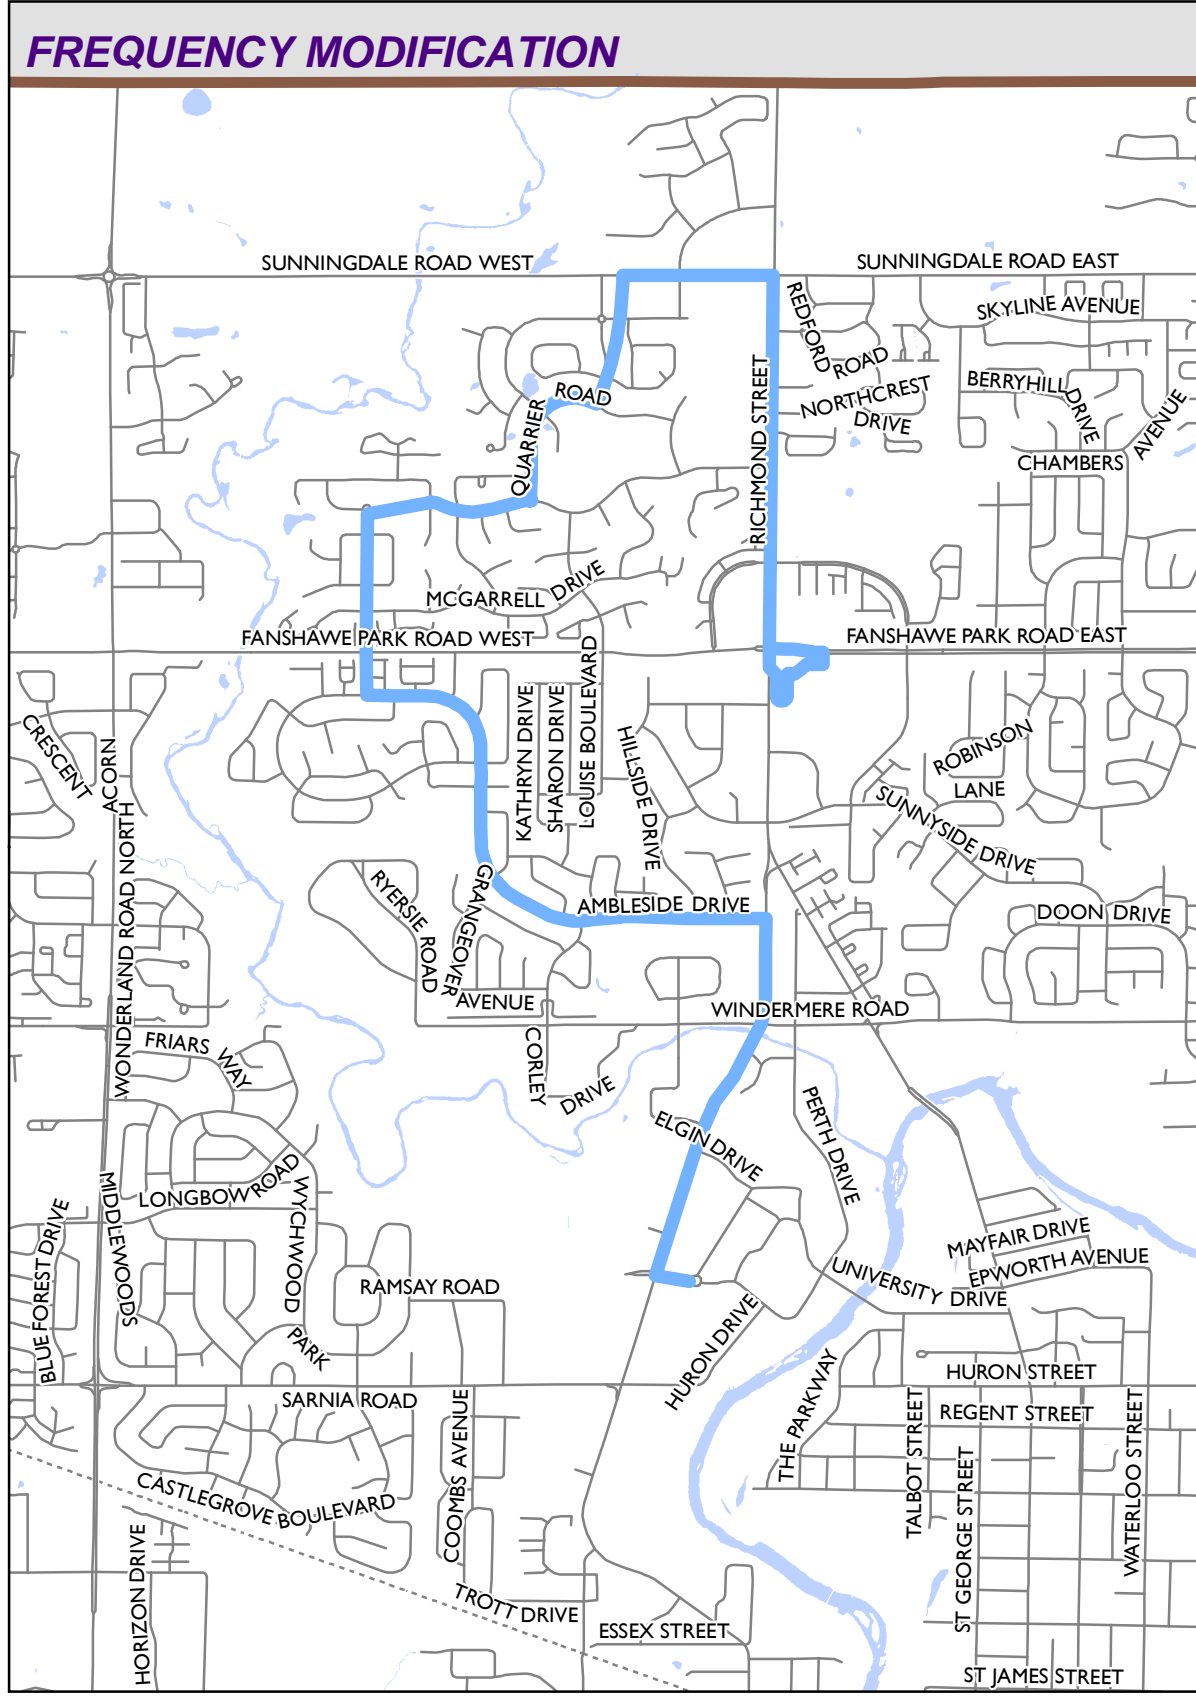 FREQUENCY MODIFICATION
SUNNINGDALE ROAD WEST
SUNNINGDALE ROAD EAST
SKYLINE AVENUE
REDFORD ROAD
RICHMOND STREET
BERRYHILL DRIVE
NORTHCREST DRIVE
AVENUE
CHAMBERS
QUARRIER ROAD
MCGARRELL DRIVE
FANSHAWE PARK ROAD WEST
FANSHAWE PARK ROAD EAST
CRESCENT
ACORN
KATHRYN DRIVE
SHARON DRIVE
LOUISE BOULEVARD
HILLSIDE DRIVE
ROBINSON LANE
SUNNYSIDE DRIVE
WONDERLAND ROAD NORTH
RYERSIE ROAD
GRANGEOVER AVENUE
AMBLESIDE DRIVE
DOON DRIVE
WINDERMERE ROAD
FRIARS WAY
CORLEY DRIVE
ELGIN DRIVE
PERTH DRIVE
LONGBOW ROAD
BLUE FOREST DRIVE
MIDDLEWOODS
WYCHWOOD PARK
RAMSAY ROAD
MAYFAIR DRIVE
EPWORTH AVENUE
UNIVERSITY DRIVE
HURON DRIVE
HURON STREET
SARNIA ROAD
COOMBS AVENUE
THE PARKWAY
TALBOT STREET
REGENT STREET
ST GEORGE STREET
WATERLOO STREET
CASTLEGROVE BOULEVARD
HORIZON DRIVE
TROTT DRIVE
ESSEX STREET
ST JAMES STREET